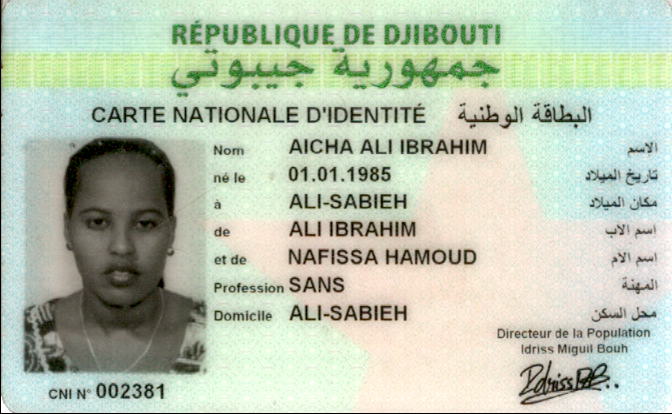 RÉPUBLIQUE DE DJIBOUTI
جمهورية جيبوتي
CARTE NATIONALE D'IDENTITÉ البطاقة الوطنية
Nom AICHA ALI IBRAHIM الاسم
né le 01.01.1985 تاريخ الميلاد
à ALI-SABIEH مكان الميلاد
de ALI IBRAHIM اسم الاب
et de NAFISSA HAMOUD اسم الام
Profession SANS المهنة
Domicile ALI-SABIEH محل السكن
Directeur de la Population
Idriss Miguil Bouh
CNI N° 002381